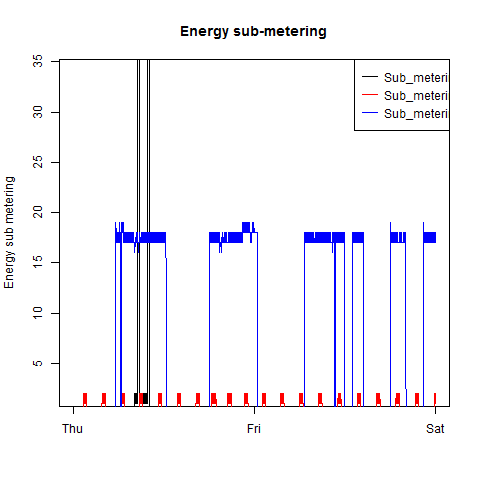 Energy sub-metering
Energy sub metering
35
30
25
20
15
10
5
Sub_meteri
Sub_meteri
Sub_meteri
Thu Fri Sat